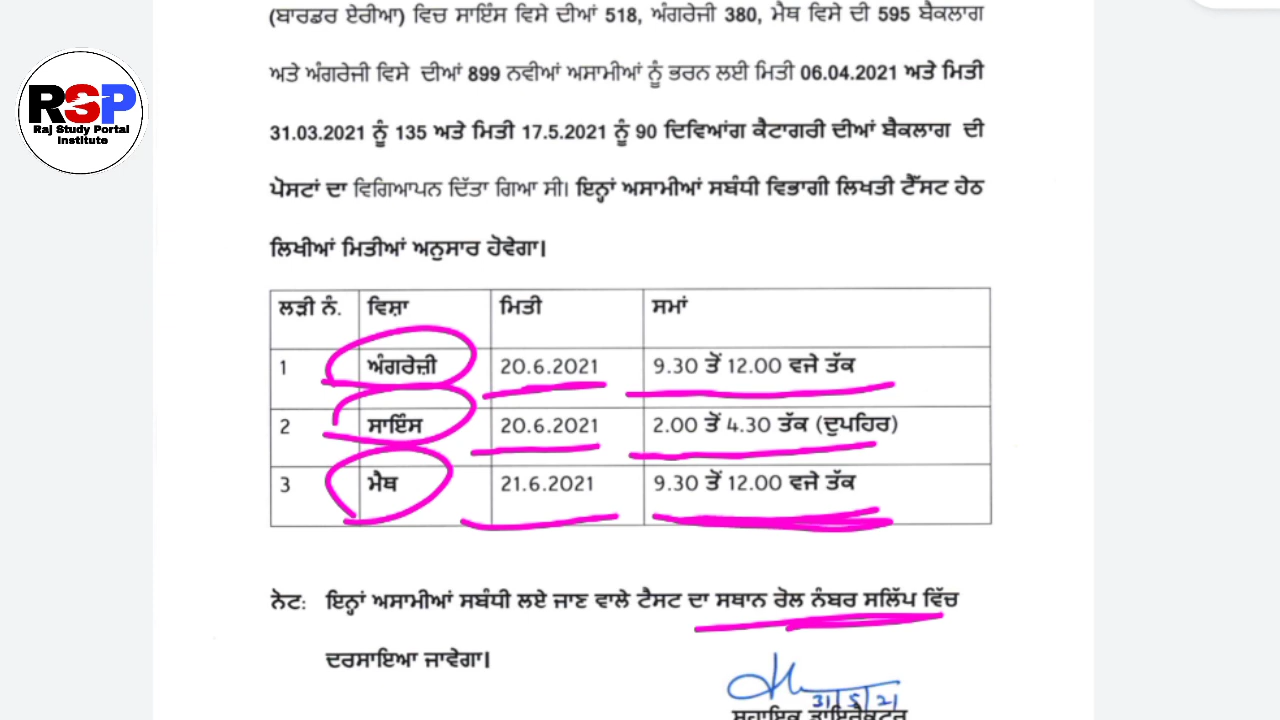 (ਬਾਰਡਰ ਏਰੀਆ) ਵਿਚ ਸਾਇੰਸ ਵਿਸੇ ਦੀਆਂ 518, ਅੰਗਰੇਜੀ 380, ਮੈਥ ਵਿਸੇ ਦੀ 595 ਬੈਕਲਾਗ
RSP
Raj Study Portal
Institute
ਅਤੇ ਅੰਗਰੇਜੀ ਵਿਸੇ ਦੀਆਂ 899 ਨਵੀਂਆਂ ਅਸਾਮੀਆਂ ਨੂੰ ਭਰਨ ਲਈ ਮਿਤੀ 06.04.2021 ਅਤੇ ਮਿਤੀ
31.03.2021 ਨੂੰ 135 ਅਤੇ ਮਿਤੀ 17.5.2021 ਨੂੰ 90 ਦਿਵਿਆਂਗ ਕੈਟਾਗਰੀ ਦੀਆਂ ਬੈਕਲਾਗ ਦੀ
ਪੋਸਟਾਂ ਦਾ ਵਿਗਿਆਪਨ ਦਿੱਤਾ ਗਿਆ ਸੀ। ਇਨ੍ਹਾਂ ਅਸਾਮੀਆਂ ਸਬੰਧੀ ਵਿਭਾਗੀ ਲਿਖਤੀ ਟੈੱਸਟ ਹੇਠ
ਲਿਖੀਆਂ ਮਿਤੀਆਂ ਅਨੁਸਾਰ ਹੋਵੇਗਾ।
ਲੜੀ ਨੰ. ਵਿਸ਼ਾ ਮਿਤੀ ਸਮਾਂ
1 ਅੰਗਰੇਜ਼ੀ 20.6.2021 9.30 ਤੋਂ 12.00 ਵਜੇ ਤੱਕ
2 ਸਾਇੰਸ 20.6.2021 2.00 ਤੋਂ 4.30 ਤੱਕ (ਦੁਪਹਿਰ)
3 ਮੈਥ 21.6.2021 9.30 ਤੋਂ 12.00 ਵਜੇ ਤੱਕ
ਨੋਟ: ਇਨ੍ਹਾਂ ਅਸਾਮੀਆਂ ਸਬੰਧੀ ਲਏ ਜਾਣ ਵਾਲੇ ਟੈਸਟ ਦਾ ਸਥਾਨ ਰੋਲ ਨੰਬਰ ਸਲਿੱਪ ਵਿੱਚ
ਦਰਸਾਇਆ ਜਾਵੇਗਾ।
31/5/21
ਸਹਾਇਕ ਡਾਇਰੈਕਟਰ